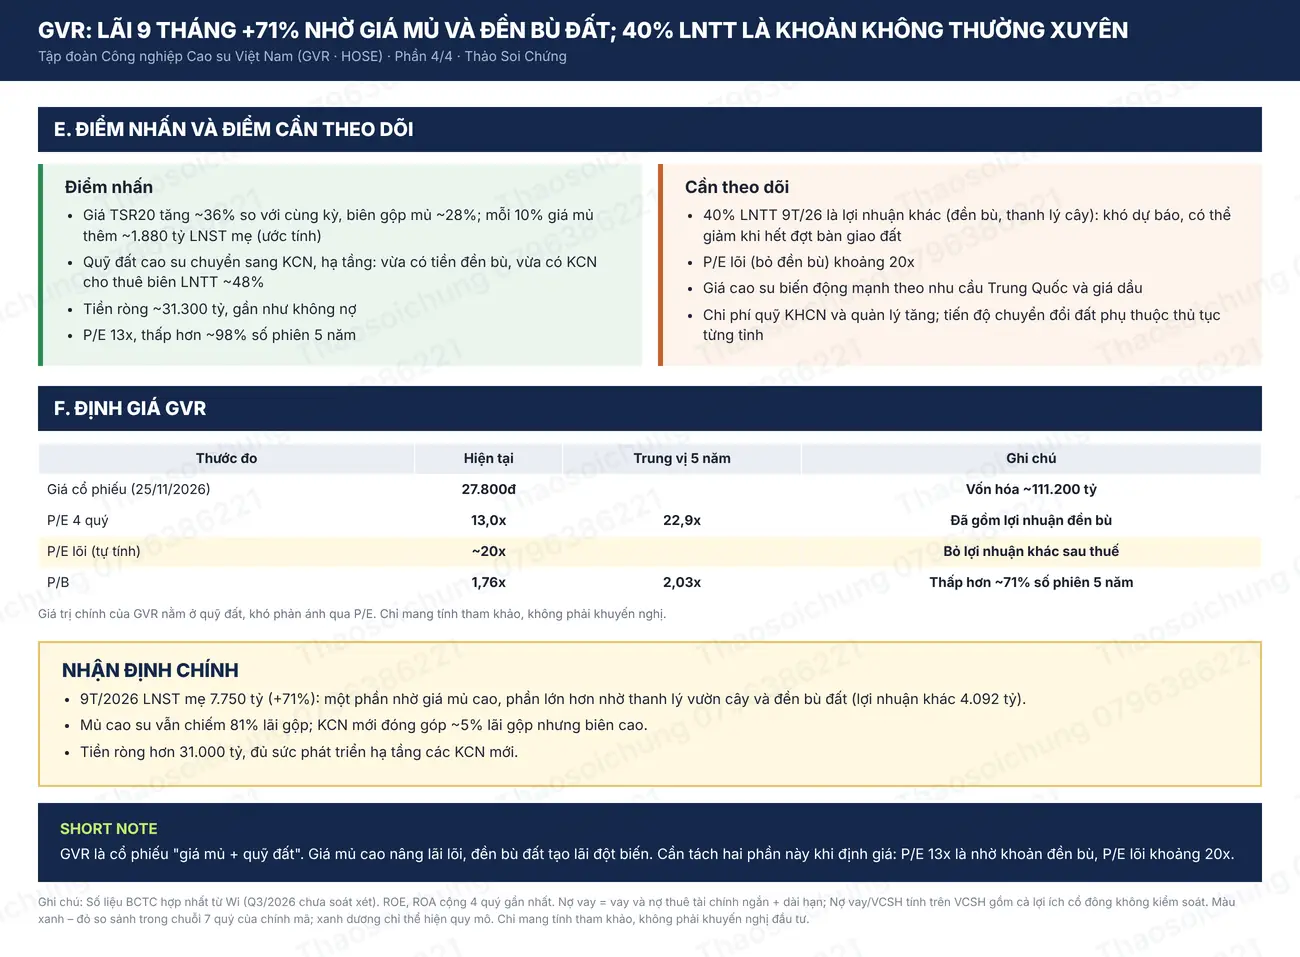 GVR: LÃI 9 THÁNG +71% NHỜ GIÁ MỦ VÀ ĐỀN BÙ ĐẤT; 40% LNTT LÀ KHOẢN KHÔNG THƯỜNG XUYÊN
Tập đoàn Công nghiệp Cao su Việt Nam (GVR · HOSE) · Phần 4/4 · Thảo Soi Chứng
E. ĐIỂM NHẤN VÀ ĐIỂM CẦN THEO DÕI
Điểm nhấn
• Giá TSR20 tăng ~36% so với cùng kỳ, biên gộp mủ ~28%; mỗi 10% giá mủ
thêm ~1.880 tỷ LNST mẹ (ước tính)
• Quỹ đất cao su chuyển sang KCN, hạ tầng: vừa có tiền đền bù, vừa có KCN
cho thuê biên LNTT ~48%
• Tiền ròng ~31.300 tỷ, gần như không nợ
• P/E 13x, thấp hơn ~98% số phiên 5 năm
Cần theo dõi
• 40% LNTT 9T/26 là lợi nhuận khác (đền bù, thanh lý cây): khó dự báo, có thể
giảm khi hết đợt bàn giao đất
• P/E lõi (bỏ đền bù) khoảng 20x
• Giá cao su biến động mạnh theo nhu cầu Trung Quốc và giá dầu
• Chi phí quỹ KHCN và quản lý tăng; tiến độ chuyển đổi đất phụ thuộc thủ tục
từng tỉnh
F. ĐỊNH GIÁ GVR
Thước đo Hiện tại Trung vị 5 năm Ghi chú
Giá cổ phiếu (25/11/2026) 27.800đ Vốn hóa ~111.200 tỷ
P/E 4 quý 13,0x 22,9x Đã gồm lợi nhuận đền bù
P/E lõi (tự tính) ~20x Bỏ lợi nhuận khác sau thuế
P/B 1,76x 2,03x Thấp hơn ~71% số phiên 5 năm
Giá trị chính của GVR nằm ở quỹ đất, khó phản ánh qua P/E. Chỉ mang tính tham khảo, không phải khuyến nghị.
NHẬN ĐỊNH CHÍNH
• 9T/2026 LNST mẹ 7.750 tỷ (+71%): một phần nhờ giá mủ cao, phần lớn hơn nhờ thanh lý vườn cây và đền bù đất (lợi nhuận khác 4.092 tỷ).
• Mủ cao su vẫn chiếm 81% lãi gộp; KCN mới đóng góp ~5% lãi gộp nhưng biên cao.
• Tiền ròng hơn 31.000 tỷ, đủ sức phát triển hạ tầng các KCN mới.
SHORT NOTE
GVR là cổ phiếu "giá mủ + quỹ đất". Giá mủ cao nâng lãi lõi, đền bù đất tạo lãi đột biến. Cần tách hai phần này khi định giá: P/E 13x là nhờ khoản đền bù, P/E lõi khoảng 20x.
Ghi chú: Số liệu BCTC hợp nhất từ Wi (Q3/2026 chưa soát xét). ROE, ROA cộng 4 quý gần nhất. Nợ vay = vay và nợ thuê tài chính ngắn + dài hạn; Nợ vay/VCSH tính trên VCSH gồm cả lợi ích cổ đông không kiểm soát. Màu
xanh – đỏ so sánh trong chuỗi 7 quý của chính mã; xanh dương chỉ thể hiện quy mô. Chỉ mang tính tham khảo, không phải khuyến nghị đầu tư.
Thaosoichung 0796386221